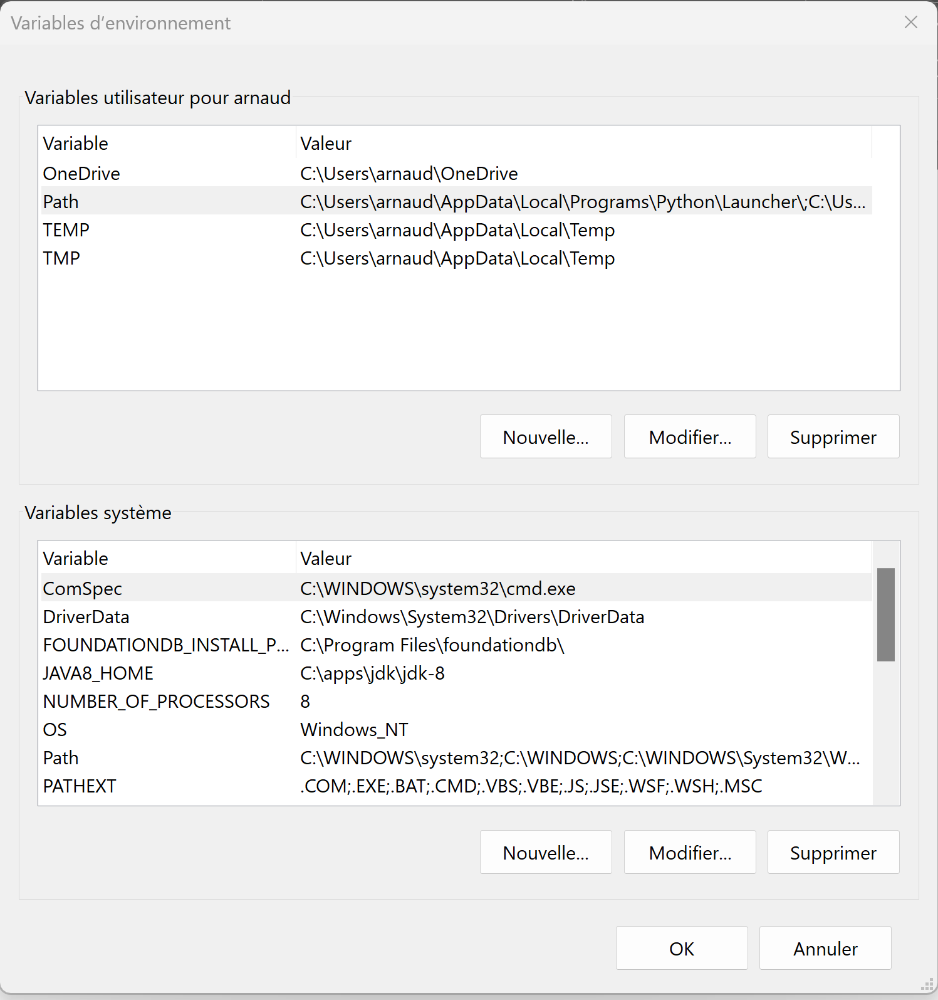 Variables d’environnement
Variables utilisateur pour arnaud
Variable Valeur
OneDrive C:\Users\arnaud\OneDrive
Path C:\Users\arnaud\AppData\Local\Programs\Python\Launcher\;C:\Us...
TEMP C:\Users\arnaud\AppData\Local\Temp
TMP C:\Users\arnaud\AppData\Local\Temp
Nouvelle... Modifier... Supprimer
Variables système
Variable Valeur
ComSpec C:\WINDOWS\system32\cmd.exe
DriverData C:\Windows\System32\Drivers\DriverData
FOUNDATIONDB_INSTALL_P... C:\Program Files\foundationdb\
JAVA8_HOME C:\apps\jdk\jdk-8
NUMBER_OF_PROCESSORS 8
OS Windows_NT
Path C:\WINDOWS\system32;C:\WINDOWS;C:\WINDOWS\System32\W...
PATHEXT .COM;.EXE;.BAT;.CMD;.VBS;.VBE;.JS;.JSE;.WSF;.WSH;.MSC
Nouvelle... Modifier... Supprimer
OK Annuler